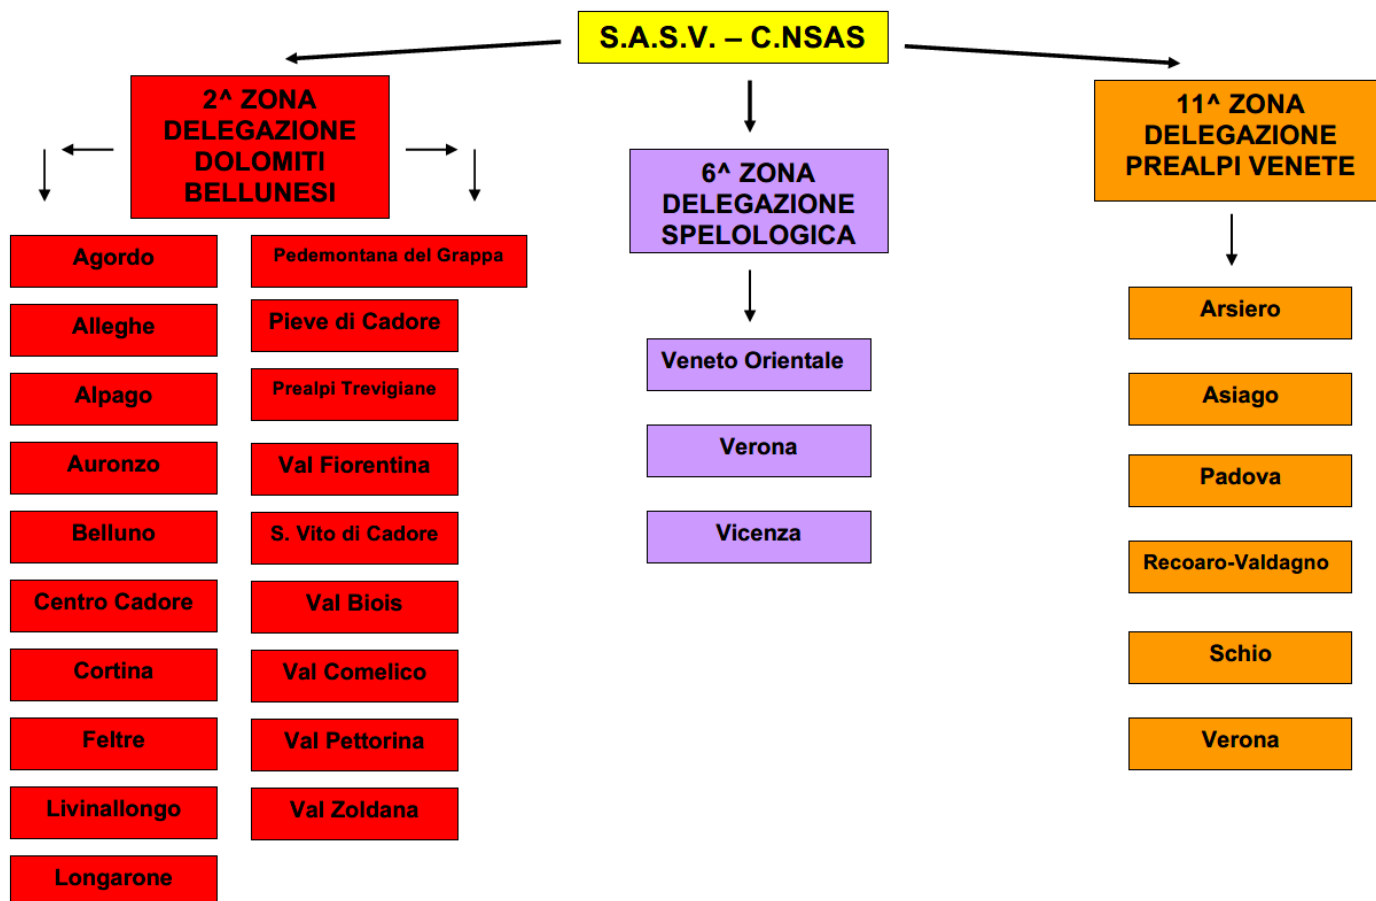 S.A.S.V. – C.NSAS
2^ ZONA
DELEGAZIONE
DOLOMITI
BELLUNESI
Agordo
Alleghe
Alpago
Auronzo
Belluno
Centro Cadore
Cortina
Feltre
Livinallongo
Longarone
Pedemontana del Grappa
Pieve di Cadore
Prealpi Trevigiane
Val Fiorentina
S. Vito di Cadore
Val Biois
Val Comelico
Val Pettorina
Val Zoldana
6^ ZONA
DELEGAZIONE
SPELOLOGICA
Veneto Orientale
Verona
Vicenza
11^ ZONA
DELEGAZIONE
PREALPI VENETE
Arsiero
Asiago
Padova
Recoaro-Valdagno
Schio
Verona